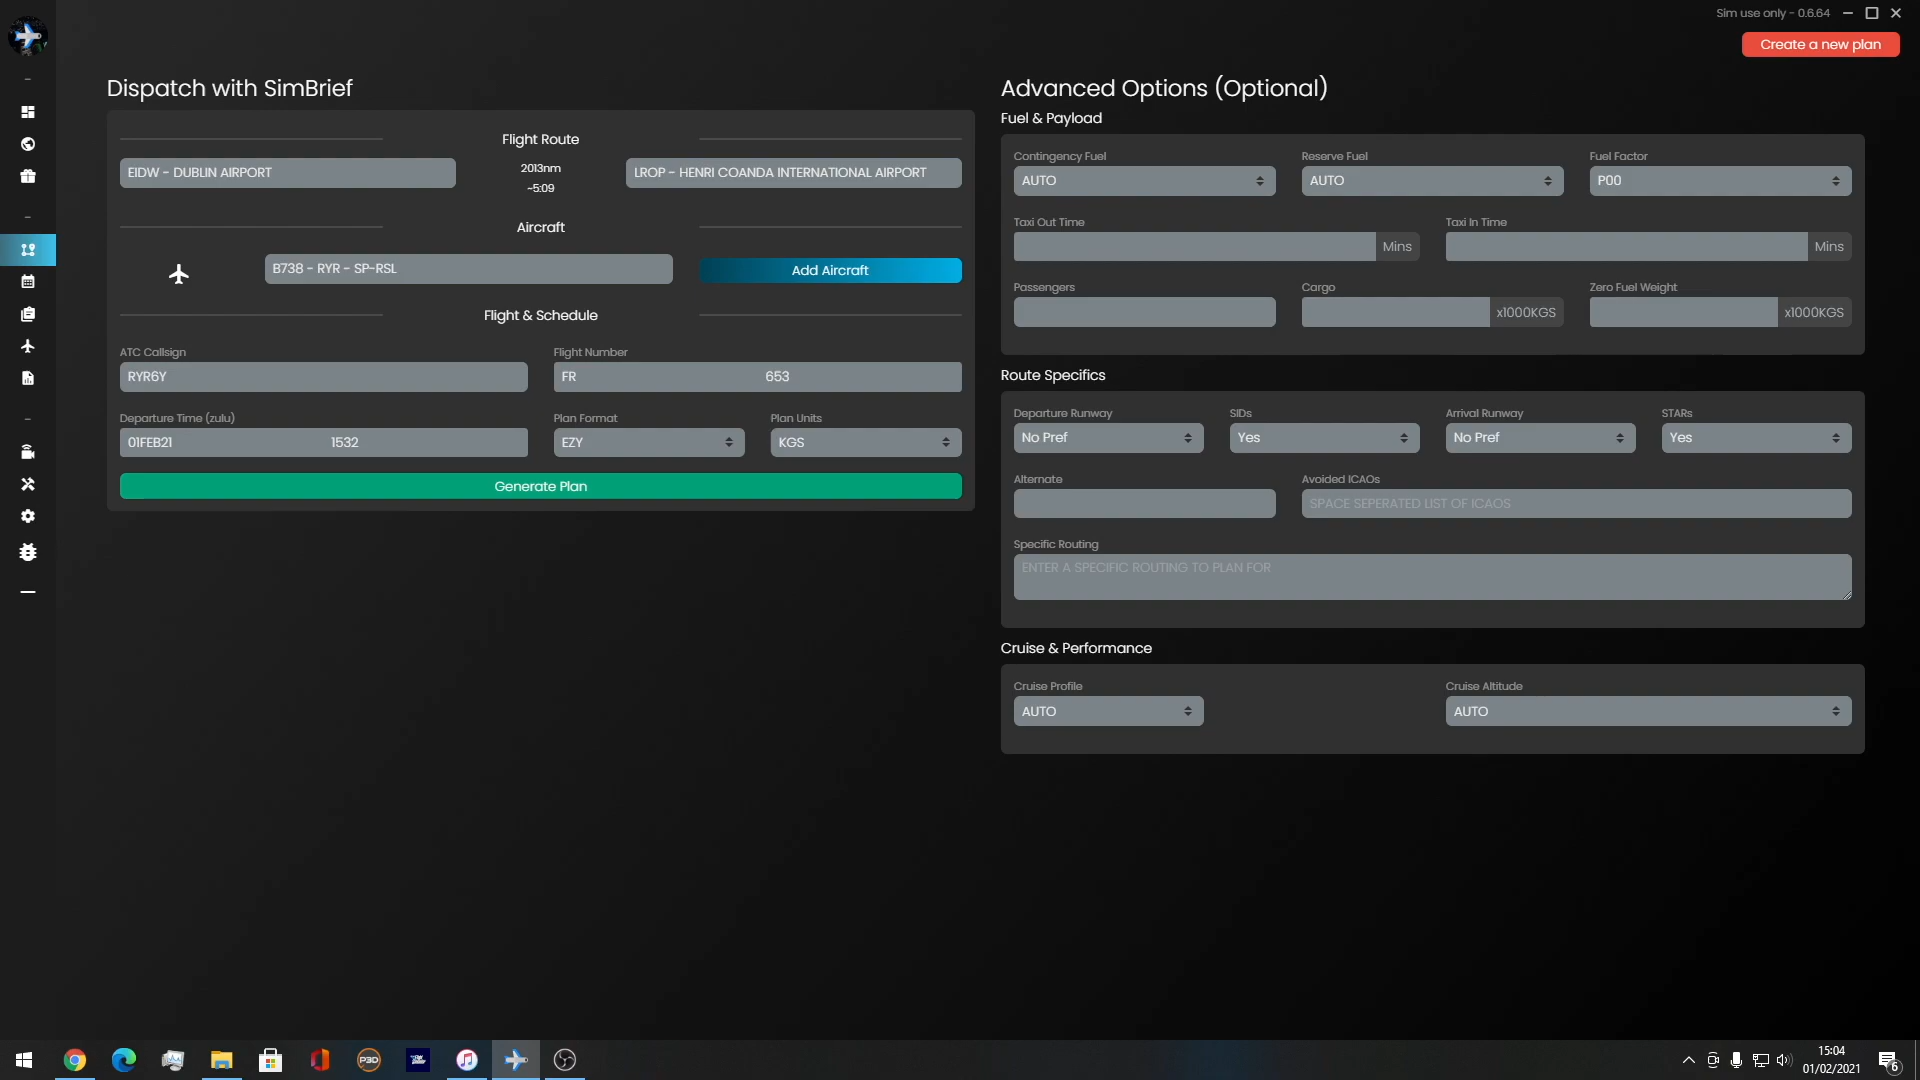 Sim use only - 0.6.64
Create a new plan
Dispatch with SimBrief
Flight Route
EIDW - DUBLIN AIRPORT
2013nm
~5:09
LROP - HENRI COANDA INTERNATIONAL AIRPORT
Aircraft
B738 - RYR - SP-RSL
Add Aircraft
Flight & Schedule
ATC Callsign
Flight Number
RYR6Y
FR
653
Departure Time (zulu)
Plan Format
Plan Units
01FEB21
1532
EZY
KGS
Generate Plan
Advanced Options (Optional)
Fuel & Payload
Contingency Fuel
Reserve Fuel
Fuel Factor
AUTO
AUTO
P00
Taxi Out Time
Taxi In Time
Mins
Mins
Passengers
Cargo
Zero Fuel Weight
x1000KGS
x1000KGS
Route Specifics
Departure Runway
SIDs
Arrival Runway
STARs
No Pref
Yes
No Pref
Yes
Alternate
Avoided ICAOs
SPACE SEPERATED LIST OF ICAOS
Specific Routing
ENTER A SPECIFIC ROUTING TO PLAN FOR
Cruise & Performance
Cruise Profile
Cruise Altitude
AUTO
AUTO
P3D
15:04
01/02/2021
6